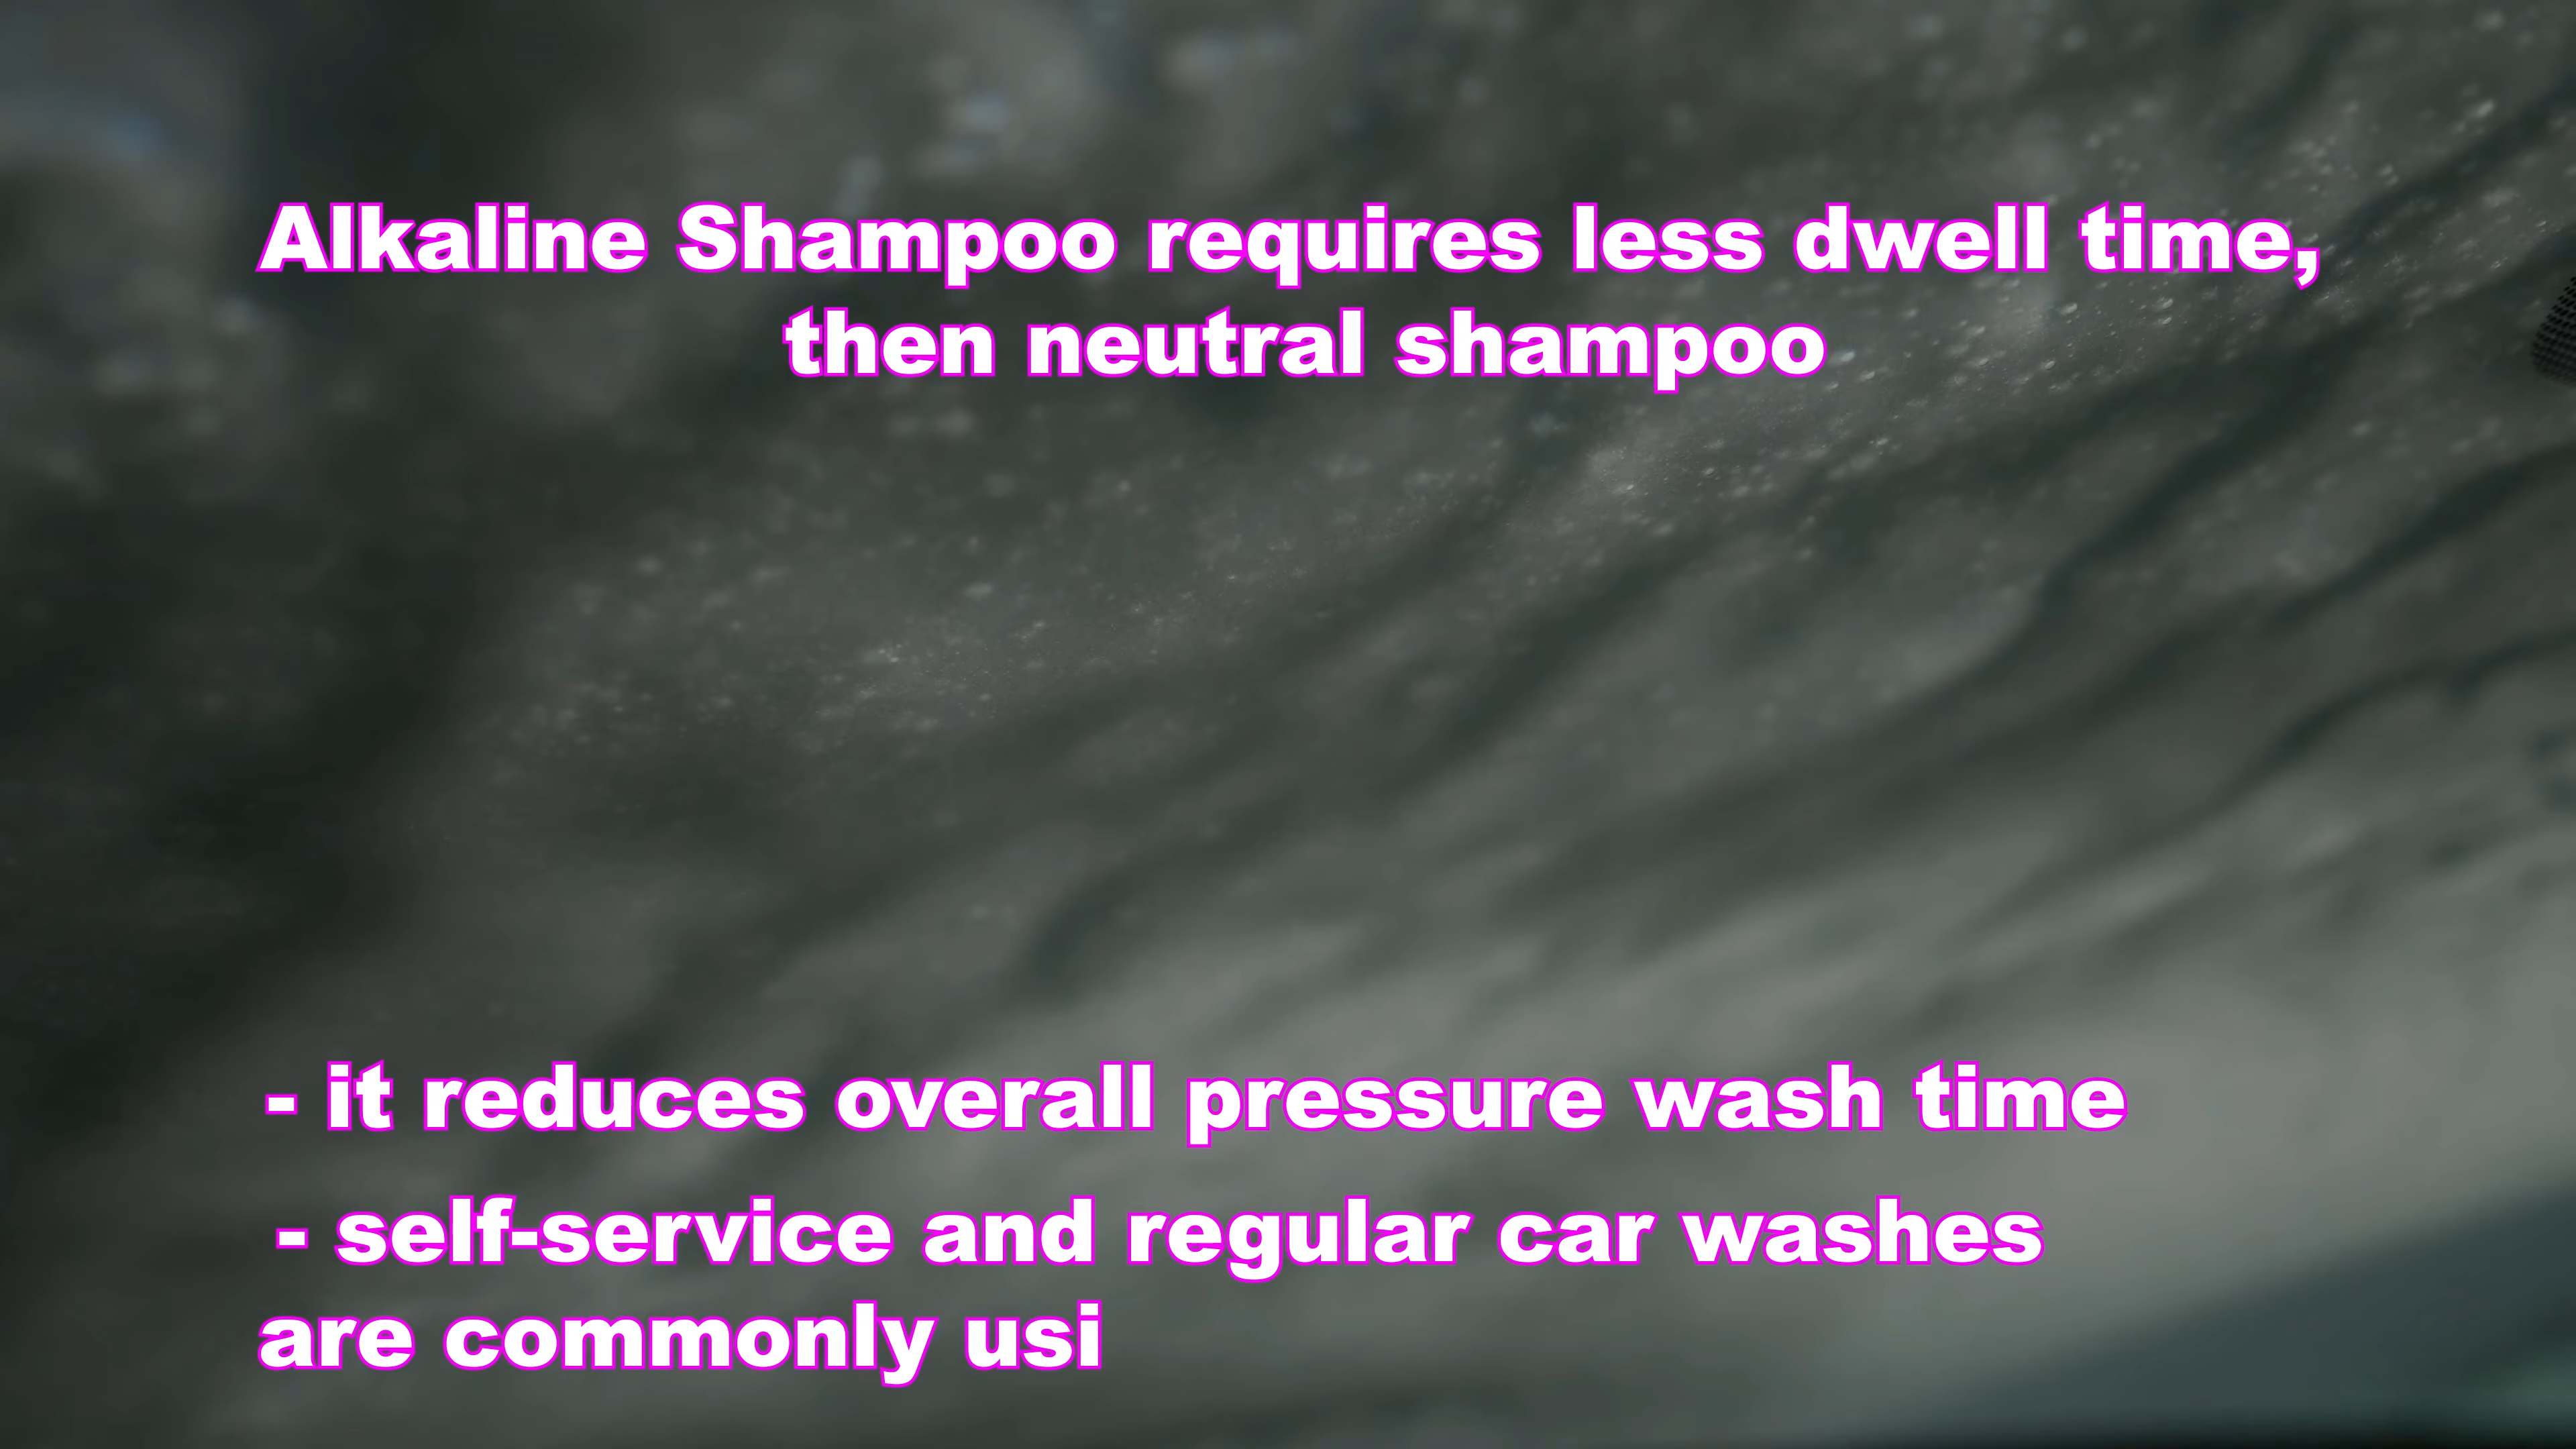 Alkaline Shampoo requires less dwell time,
then neutral shampoo
- it reduces overall pressure wash time
- self-service and regular car washes
are commonly usi